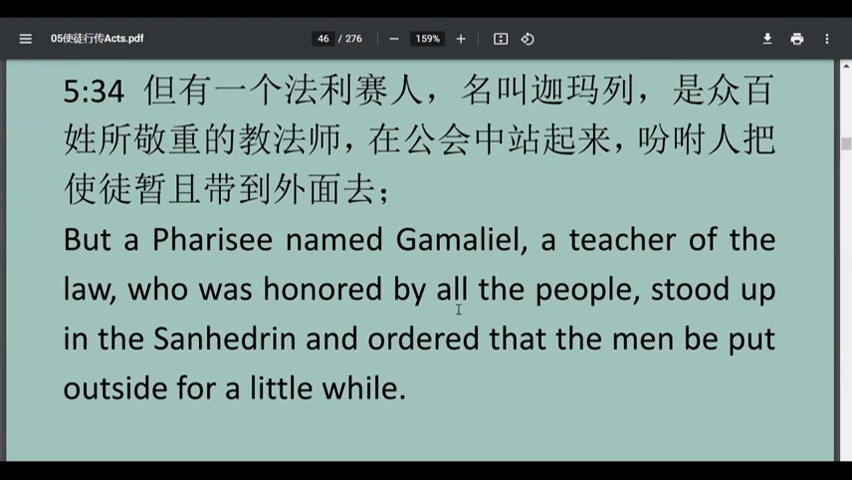 05使徒行传Acts.pdf
46 / 276
159%
5:34 但有一个法利赛人，名叫迦玛列，是众百
姓所敬重的教法师，在公会中站起来，吩咐人把
使徒暂且带到外面去；
But a Pharisee named Gamaliel, a teacher of the
law, who was honored by all the people, stood up
in the Sanhedrin and ordered that the men be put
outside for a little while.